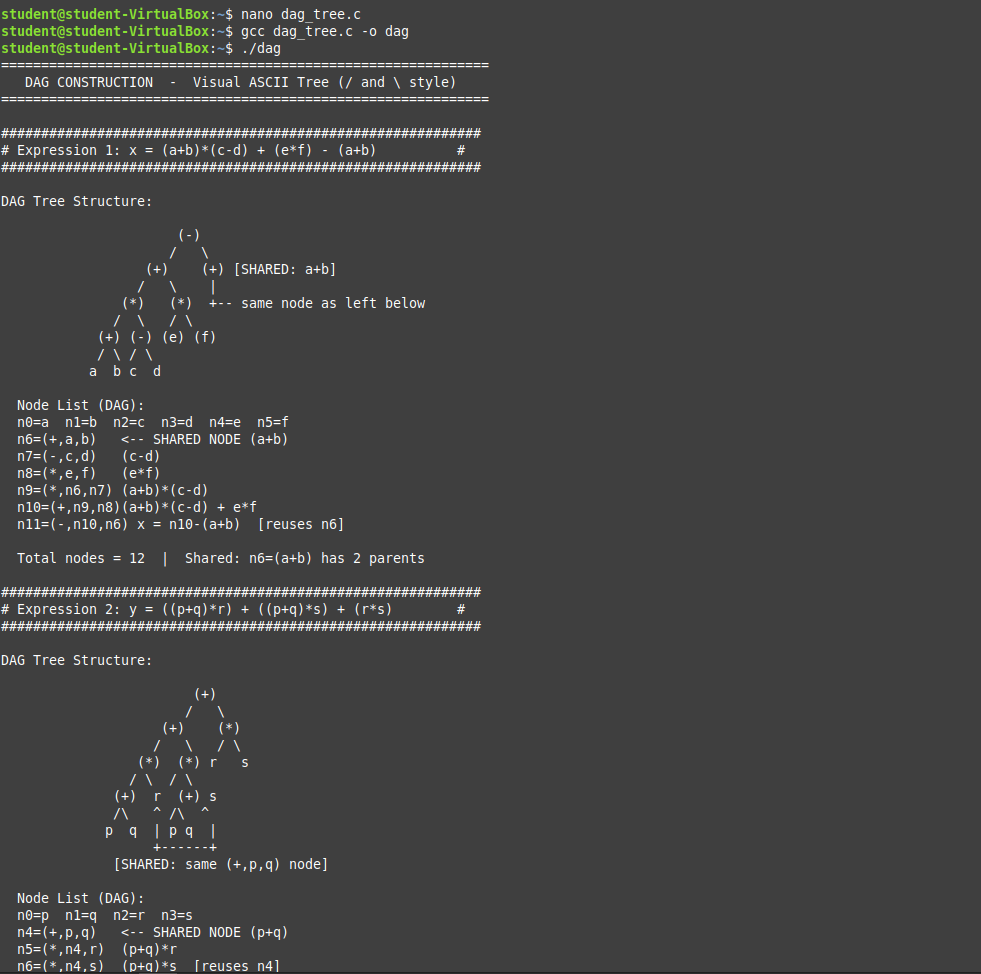 student@student-VirtualBox:~$ nano dag_tree.c
student@student-VirtualBox:~$ gcc dag_tree.c -o dag
student@student-VirtualBox:~$ ./dag
=============================================================
   DAG CONSTRUCTION  -  Visual ASCII Tree (/ and \ style)
=============================================================

############################################################
# Expression 1: x = (a+b)*(c-d) + (e*f) - (a+b)          #
############################################################

DAG Tree Structure:

                      (-)
                     /   \
                  (+)    (+) [SHARED: a+b]
                 /   \    |
               (*)   (*)  +-- same node as left below
              /  \   / \
            (+) (-) (e) (f)
            / \ / \
           a  b c  d

  Node List (DAG):
  n0=a  n1=b  n2=c  n3=d  n4=e  n5=f
  n6=(+,a,b)   <-- SHARED NODE (a+b)
  n7=(-,c,d)   (c-d)
  n8=(*,e,f)   (e*f)
  n9=(*,n6,n7) (a+b)*(c-d)
  n10=(+,n9,n8)(a+b)*(c-d) + e*f
  n11=(-,n10,n6) x = n10-(a+b)  [reuses n6]

  Total nodes = 12  |  Shared: n6=(a+b) has 2 parents

############################################################
# Expression 2: y = ((p+q)*r) + ((p+q)*s) + (r*s)        #
############################################################

DAG Tree Structure:

                        (+)
                       /   \
                    (+)    (*)
                   /   \   / \
                 (*)  (*) r   s
                / \  / \
              (+)  r  (+) s
              /\   ^ /\  ^
             p  q  | p q  |
                   +------+
              [SHARED: same (+,p,q) node]

  Node List (DAG):
  n0=p  n1=q  n2=r  n3=s
  n4=(+,p,q)   <-- SHARED NODE (p+q)
  n5=(*,n4,r)  (p+q)*r
  n6=(*,n4,s)  (p+q)*s  [reuses n4]